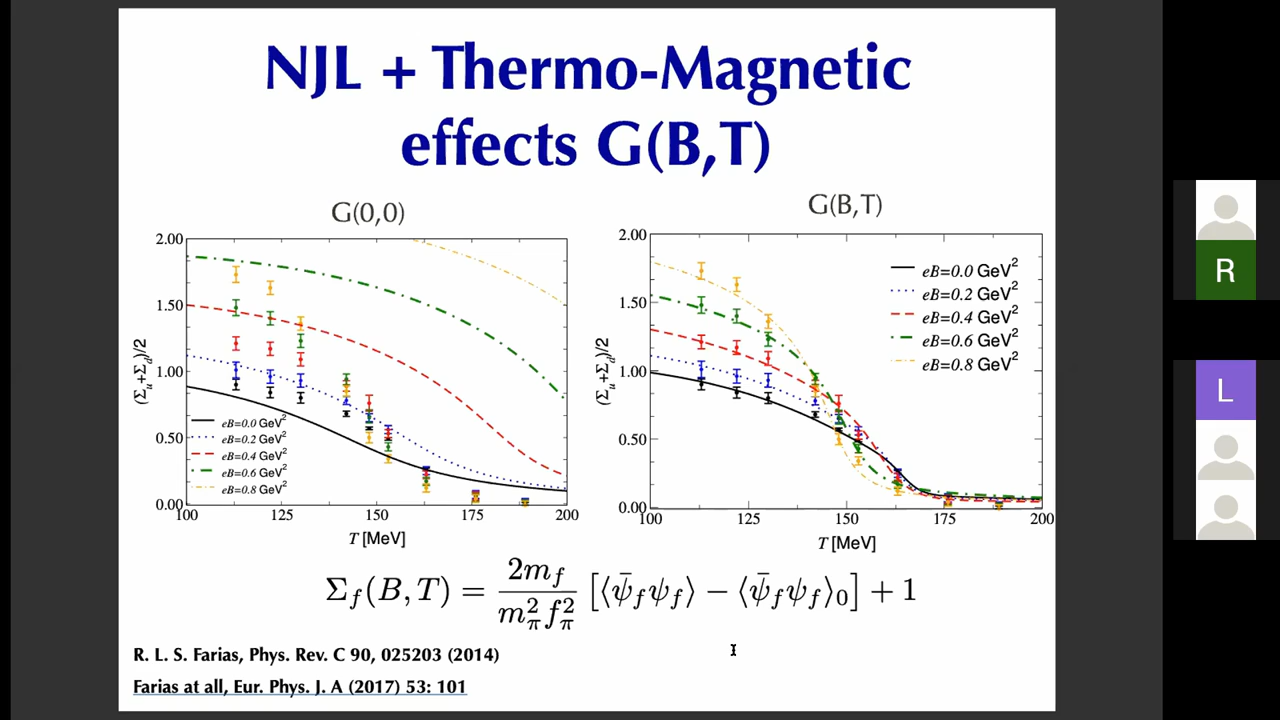 NJL + Thermo-Magnetic
effects G(B,T)
G(0,0)
G(B,T)
2.00
1.50
1.00
0.50
0.00
(Σu+Σd)/2
eB=0.0 GeV²
eB=0.2 GeV²
eB=0.4 GeV²
eB=0.6 GeV²
eB=0.8 GeV²
100 125 150 175 200
T [MeV]
2.00
1.50
1.00
0.50
0.00
(Σu+Σd)/2
eB=0.0 GeV²
eB=0.2 GeV²
eB=0.4 GeV²
eB=0.6 GeV²
eB=0.8 GeV²
100 125 150 175 200
T [MeV]
Σf(B, T) = 2mf / m²π f²π [⟨ψ̄fψf⟩ − ⟨ψ̄fψf⟩0] + 1
R. L. S. Farias, Phys. Rev. C 90, 025203 (2014)
Farias at all, Eur. Phys. J. A (2017) 53: 101
R
L